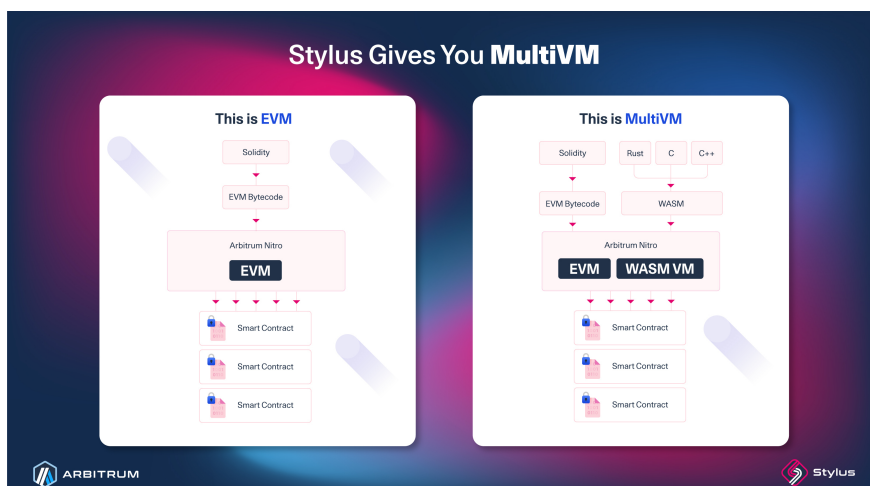 Stylus Gives You MultiVM
This is EVM
Solidity
EVM Bytecode
Arbitrum Nitro
EVM
Smart Contract
Smart Contract
Smart Contract
This is MultiVM
Solidity
Rust
C
C++
EVM Bytecode
WASM
Arbitrum Nitro
EVM
WASM VM
Smart Contract
Smart Contract
Smart Contract
ARBITRUM
Stylus